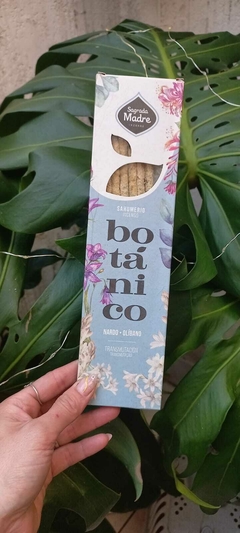 Sagrada
Madre
SAHUMERIO
bo
tá
ni
co
NARDO + OLÍBANO